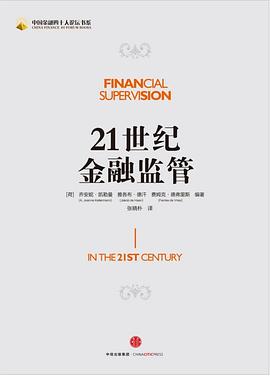 中国金融四十人论坛书系
CHINA FINANCE 40 FORUM BOOKS
FINANCIAL
SUPERVISION
21世纪
金融监管
[荷] 乔安妮·凯勒曼 雅各布·德汗 费姆克·德弗里斯 编著
(A. Joanne Kellermann) (Jakob de Haan) (Femke de Vries)
张晓朴 译
IN THE 21ST CENTURY
中信出版集团·CHINACITICPRESS